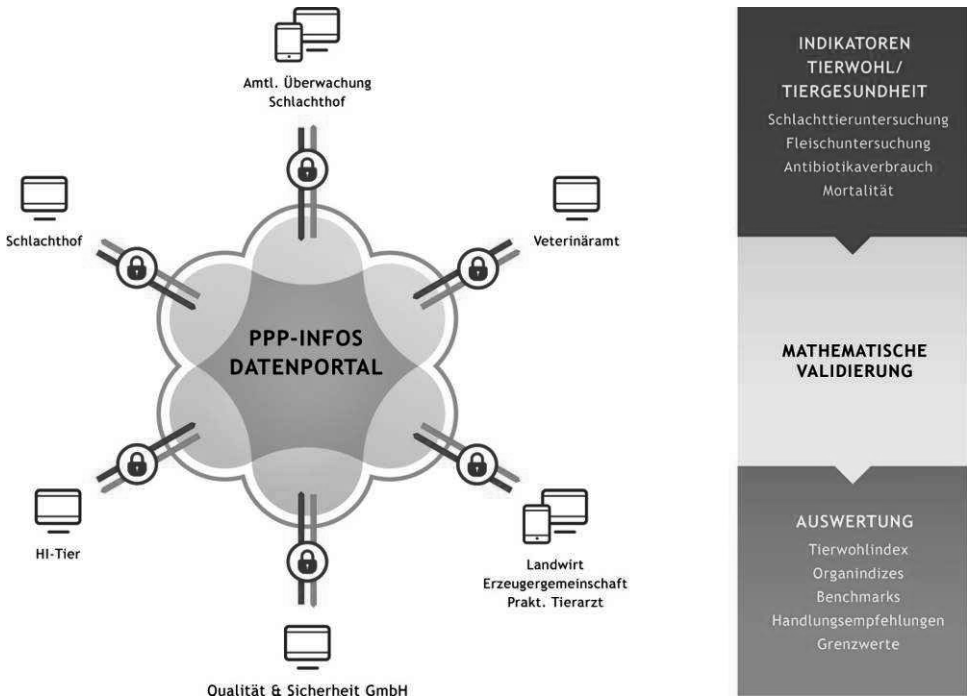 Amtl. Überwachung
Schlachthof
Schlachthof
Veterinäramt
PPP-INFOS
DATENPORTAL
HI-Tier
Landwirt
Erzeugergemeinschaft
Prakt. Tierarzt
Qualität & Sicherheit GmbH
INDIKATOREN
TIERWOHL/
TIERGESUNDHEIT
Schlachttieruntersuchung
Fleischuntersuchung
Antibiotikaverbrauch
Mortalität
MATHEMATISCHE
VALIDIERUNG
AUSWERTUNG
Tierwohlindex
Organindizes
Benchmarks
Handlungsempfehlungen
Grenzwerte